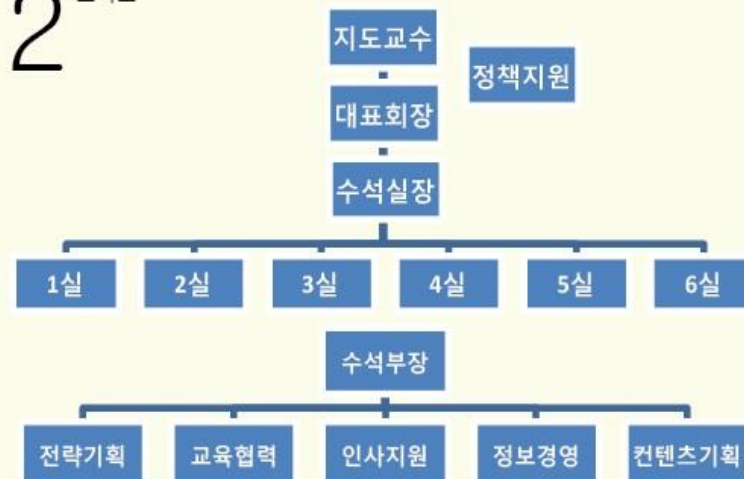 2
지도교수
정책지원
대표회장
수석실장
1실 2실 3실 4실 5실 6실
수석부장
전략기획 교육협력 인사지원 정보경영 컨텐츠기획